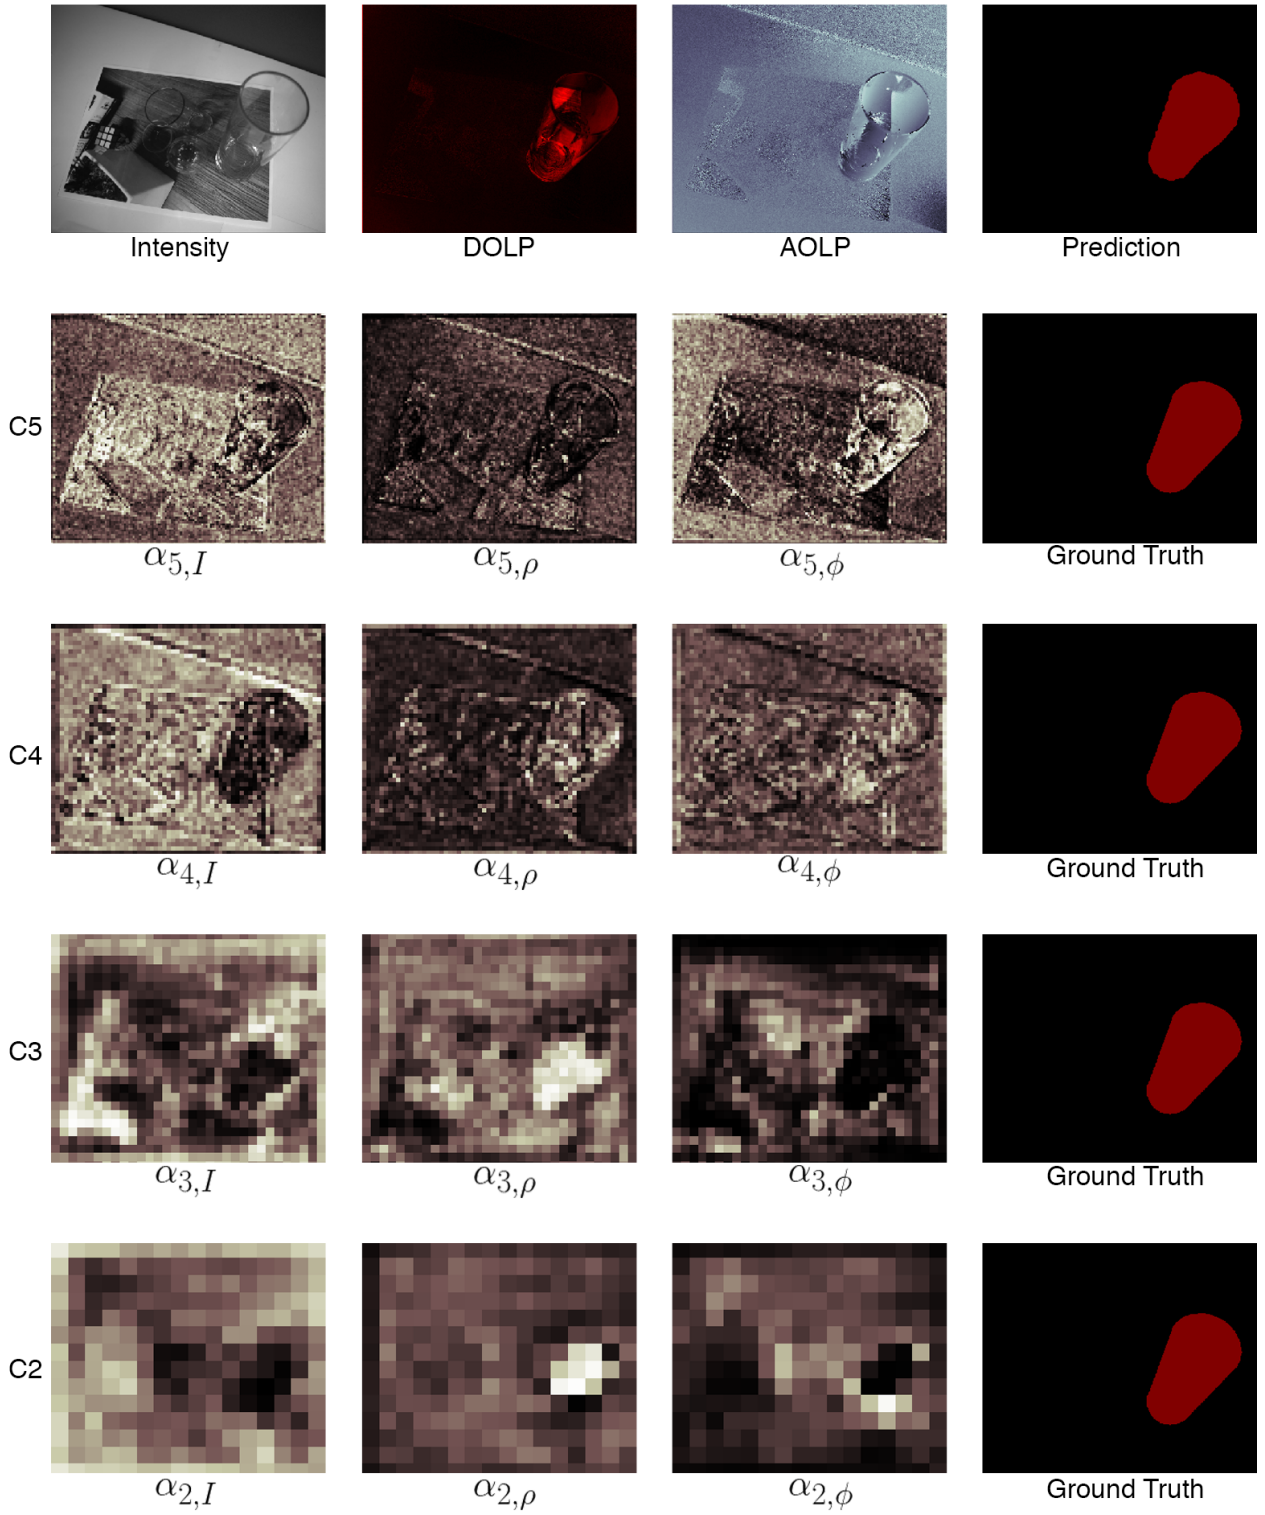 Intensity DOLP AOLP Prediction
C5
α5,I α5,ρ α5,ϕ Ground Truth
C4
α4,I α4,ρ α4,ϕ Ground Truth
C3
α3,I α3,ρ α3,ϕ Ground Truth
C2
α2,I α2,ρ α2,ϕ Ground Truth